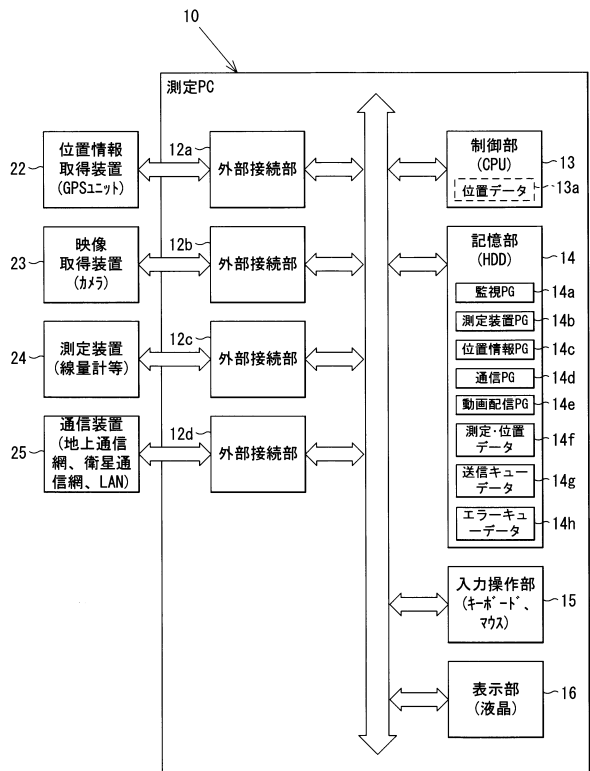 10
測定PC
22
位置情報
取得装置
(GPSユニット)
12a
外部接続部
制御部
(CPU)
位置データ
13
13a
23
映像
取得装置
(カメラ)
12b
外部接続部
記憶部
(HDD)
14
監視PG
14a
測定装置PG
14b
位置情報PG
14c
通信PG
14d
動画配信PG
14e
測定・位置
データ
14f
送信キュー
データ
14g
エラーキュ
ーデータ
14h
24
測定装置
(線量計等)
12c
外部接続部
25
通信装置
(地上通信
網、衛星通
信網、LAN)
12d
外部接続部
入力操作部
(キーボード、
マウス)
15
表示部
(液晶)
16